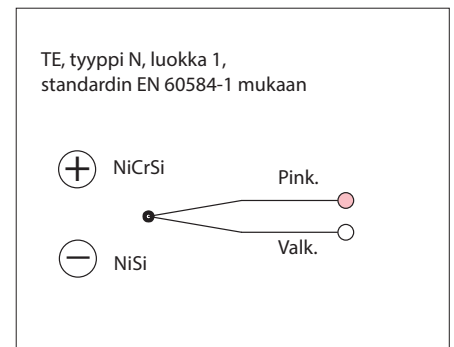 TE, tyyppi N, luokka 1,
standardin EN 60584-1 mukaan
+ NiCrSi
Pink.
Valk.
− NiSi